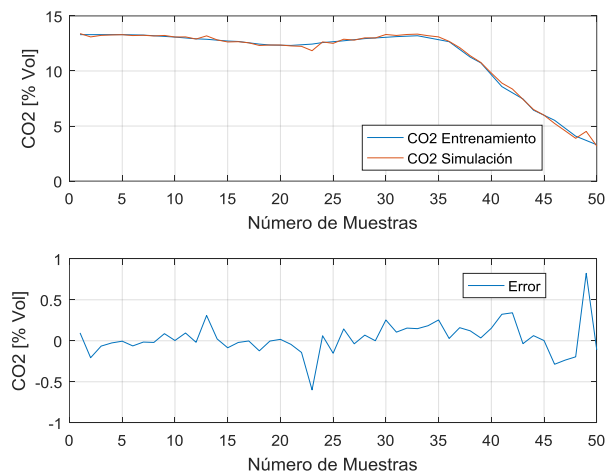 15
10
5
0
CO2 [% Vol]
CO2 Entrenamiento
CO2 Simulación
0 5 10 15 20 25 30 35 40 45 50
Número de Muestras
1
0.5
0
-0.5
-1
CO2 [% Vol]
Error
0 5 10 15 20 25 30 35 40 45 50
Número de Muestras